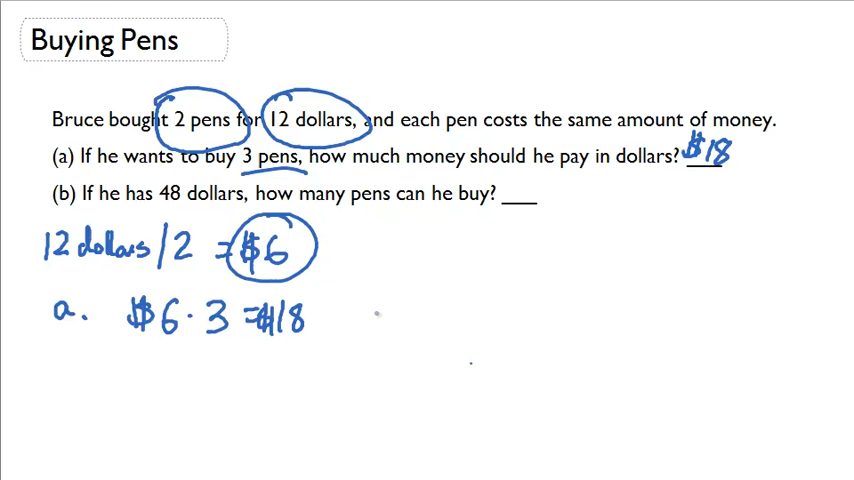 Buying Pens
Bruce bought 2 pens for 12 dollars, and each pen costs the same amount of money.
(a) If he wants to buy 3 pens, how much money should he pay in dollars? $18
(b) If he has 48 dollars, how many pens can he buy? ___
12 dollars / 2 = $6
a. $6 · 3 = $18